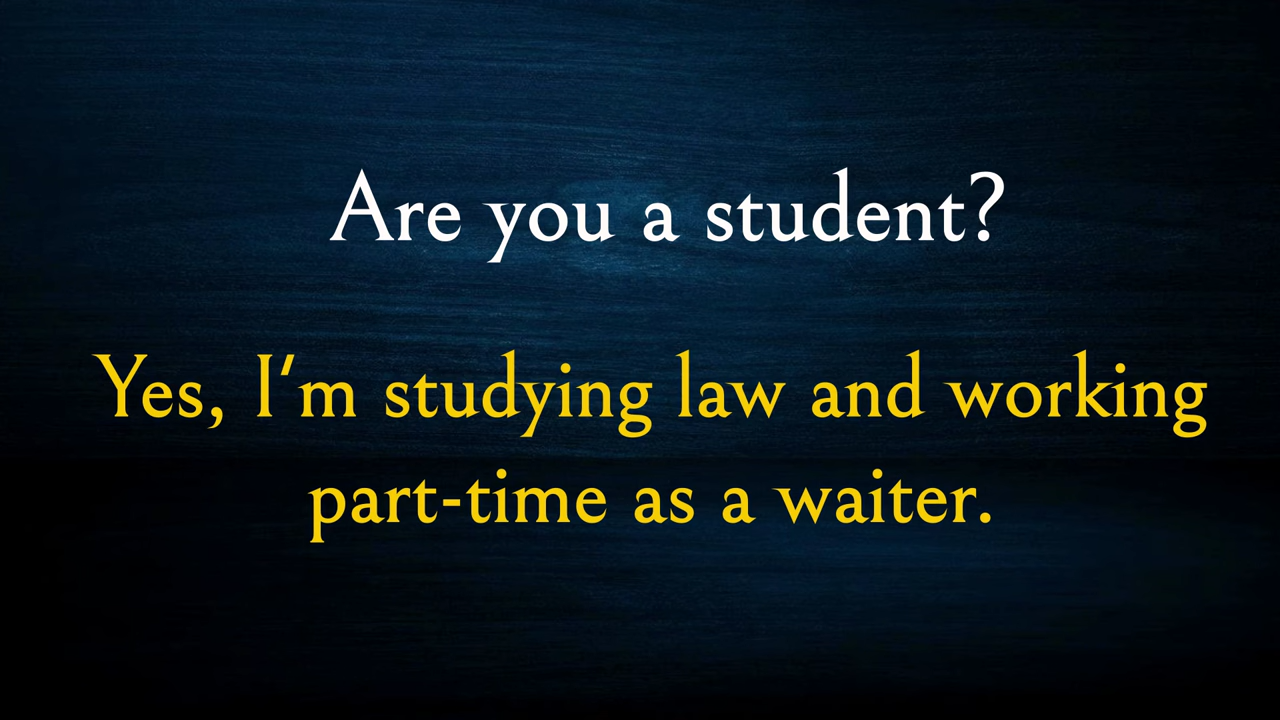 Are you a student?
Yes, I'm studying law and working
part-time as a waiter.